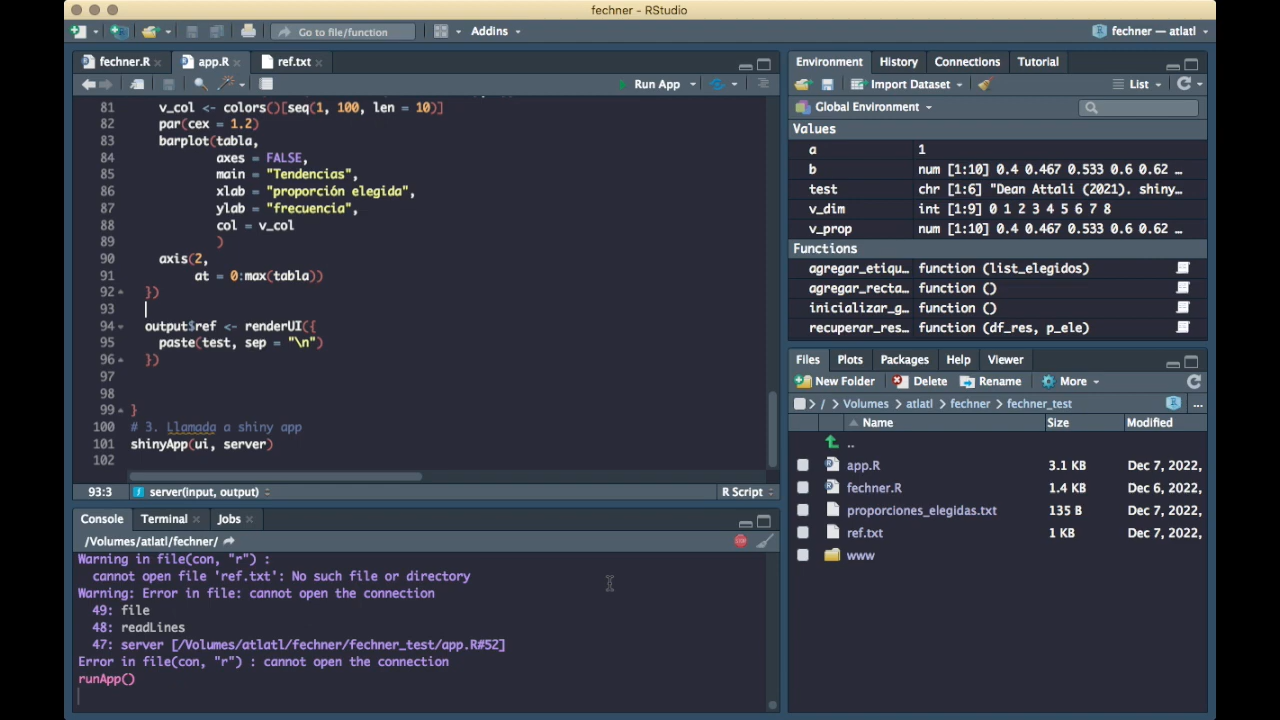 fechner - RStudio
Go to file/function
Addins
fechner — atlatl
fechner.R
app.R
ref.txt
Run App
81 v_col <- colors()[seq(1, 100, len = 10)]
82 par(cex = 1.2)
83 barplot(tabla,
84 axes = FALSE,
85 main = "Tendencias",
86 xlab = "proporción elegida",
87 ylab = "frecuencia",
88 col = v_col
89 )
90 axis(2,
91 at = 0:max(tabla))
92 })
93
94 output$ref <- renderUI({
95 paste(test, sep = "\n")
96 })
97
98
99 }
100 # 3. Llamada a shiny app
101 shinyApp(ui, server)
102
93:3 server(input, output) R Script
Console Terminal Jobs
/Volumes/atlatl/fechner/
Warning in file(con, "r") :
cannot open file 'ref.txt': No such file or directory
Warning: Error in file: cannot open the connection
49: file
48: readLines
47: server [/Volumes/atlatl/fechner/fechner_test/app.R#52]
Error in file(con, "r") : cannot open the connection
runApp()
Environment History Connections Tutorial
Import Dataset List
Global Environment
Values
a 1
b num [1:10] 0.4 0.467 0.533 0.6 0.62 …
test chr [1:6] "Dean Attali (2021). shiny…
v_dim int [1:9] 0 1 2 3 4 5 6 7 8
v_prop num [1:10] 0.4 0.467 0.533 0.6 0.62 …
Functions
agregar_etiqu… function (list_elegidos)
agregar_recta… function ()
inicializar_g… function ()
recuperar_res… function (df_res, p_ele)
Files Plots Packages Help Viewer
New Folder Delete Rename More
/ Volumes atlatl fechner fechner_test ...
Name Size Modified
..
app.R 3.1 KB Dec 7, 2022,
fechner.R 1.4 KB Dec 6, 2022,
proporciones_elegidas.txt 135 B Dec 7, 2022,
ref.txt 1 KB Dec 7, 2022,
www